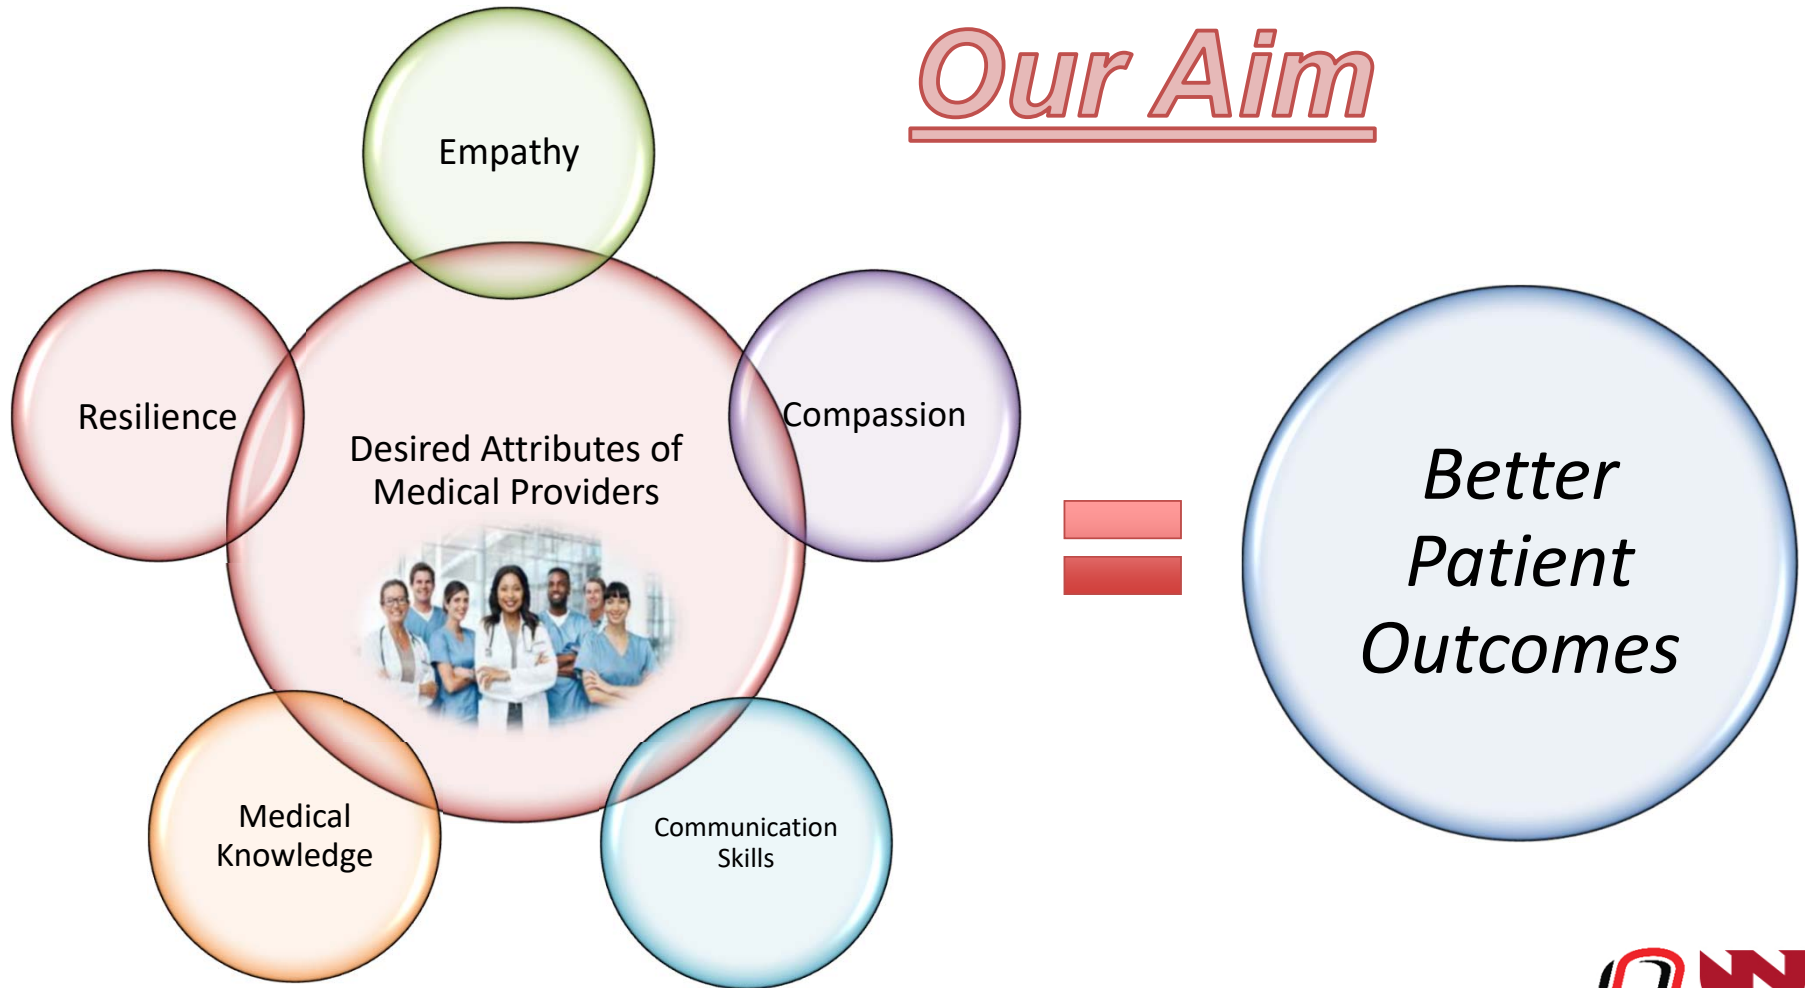 Our Aim
Empathy
Resilience
Compassion
Desired Attributes of
Medical Providers
Better
Patient
Outcomes
Medical
Knowledge
Communication
Skills